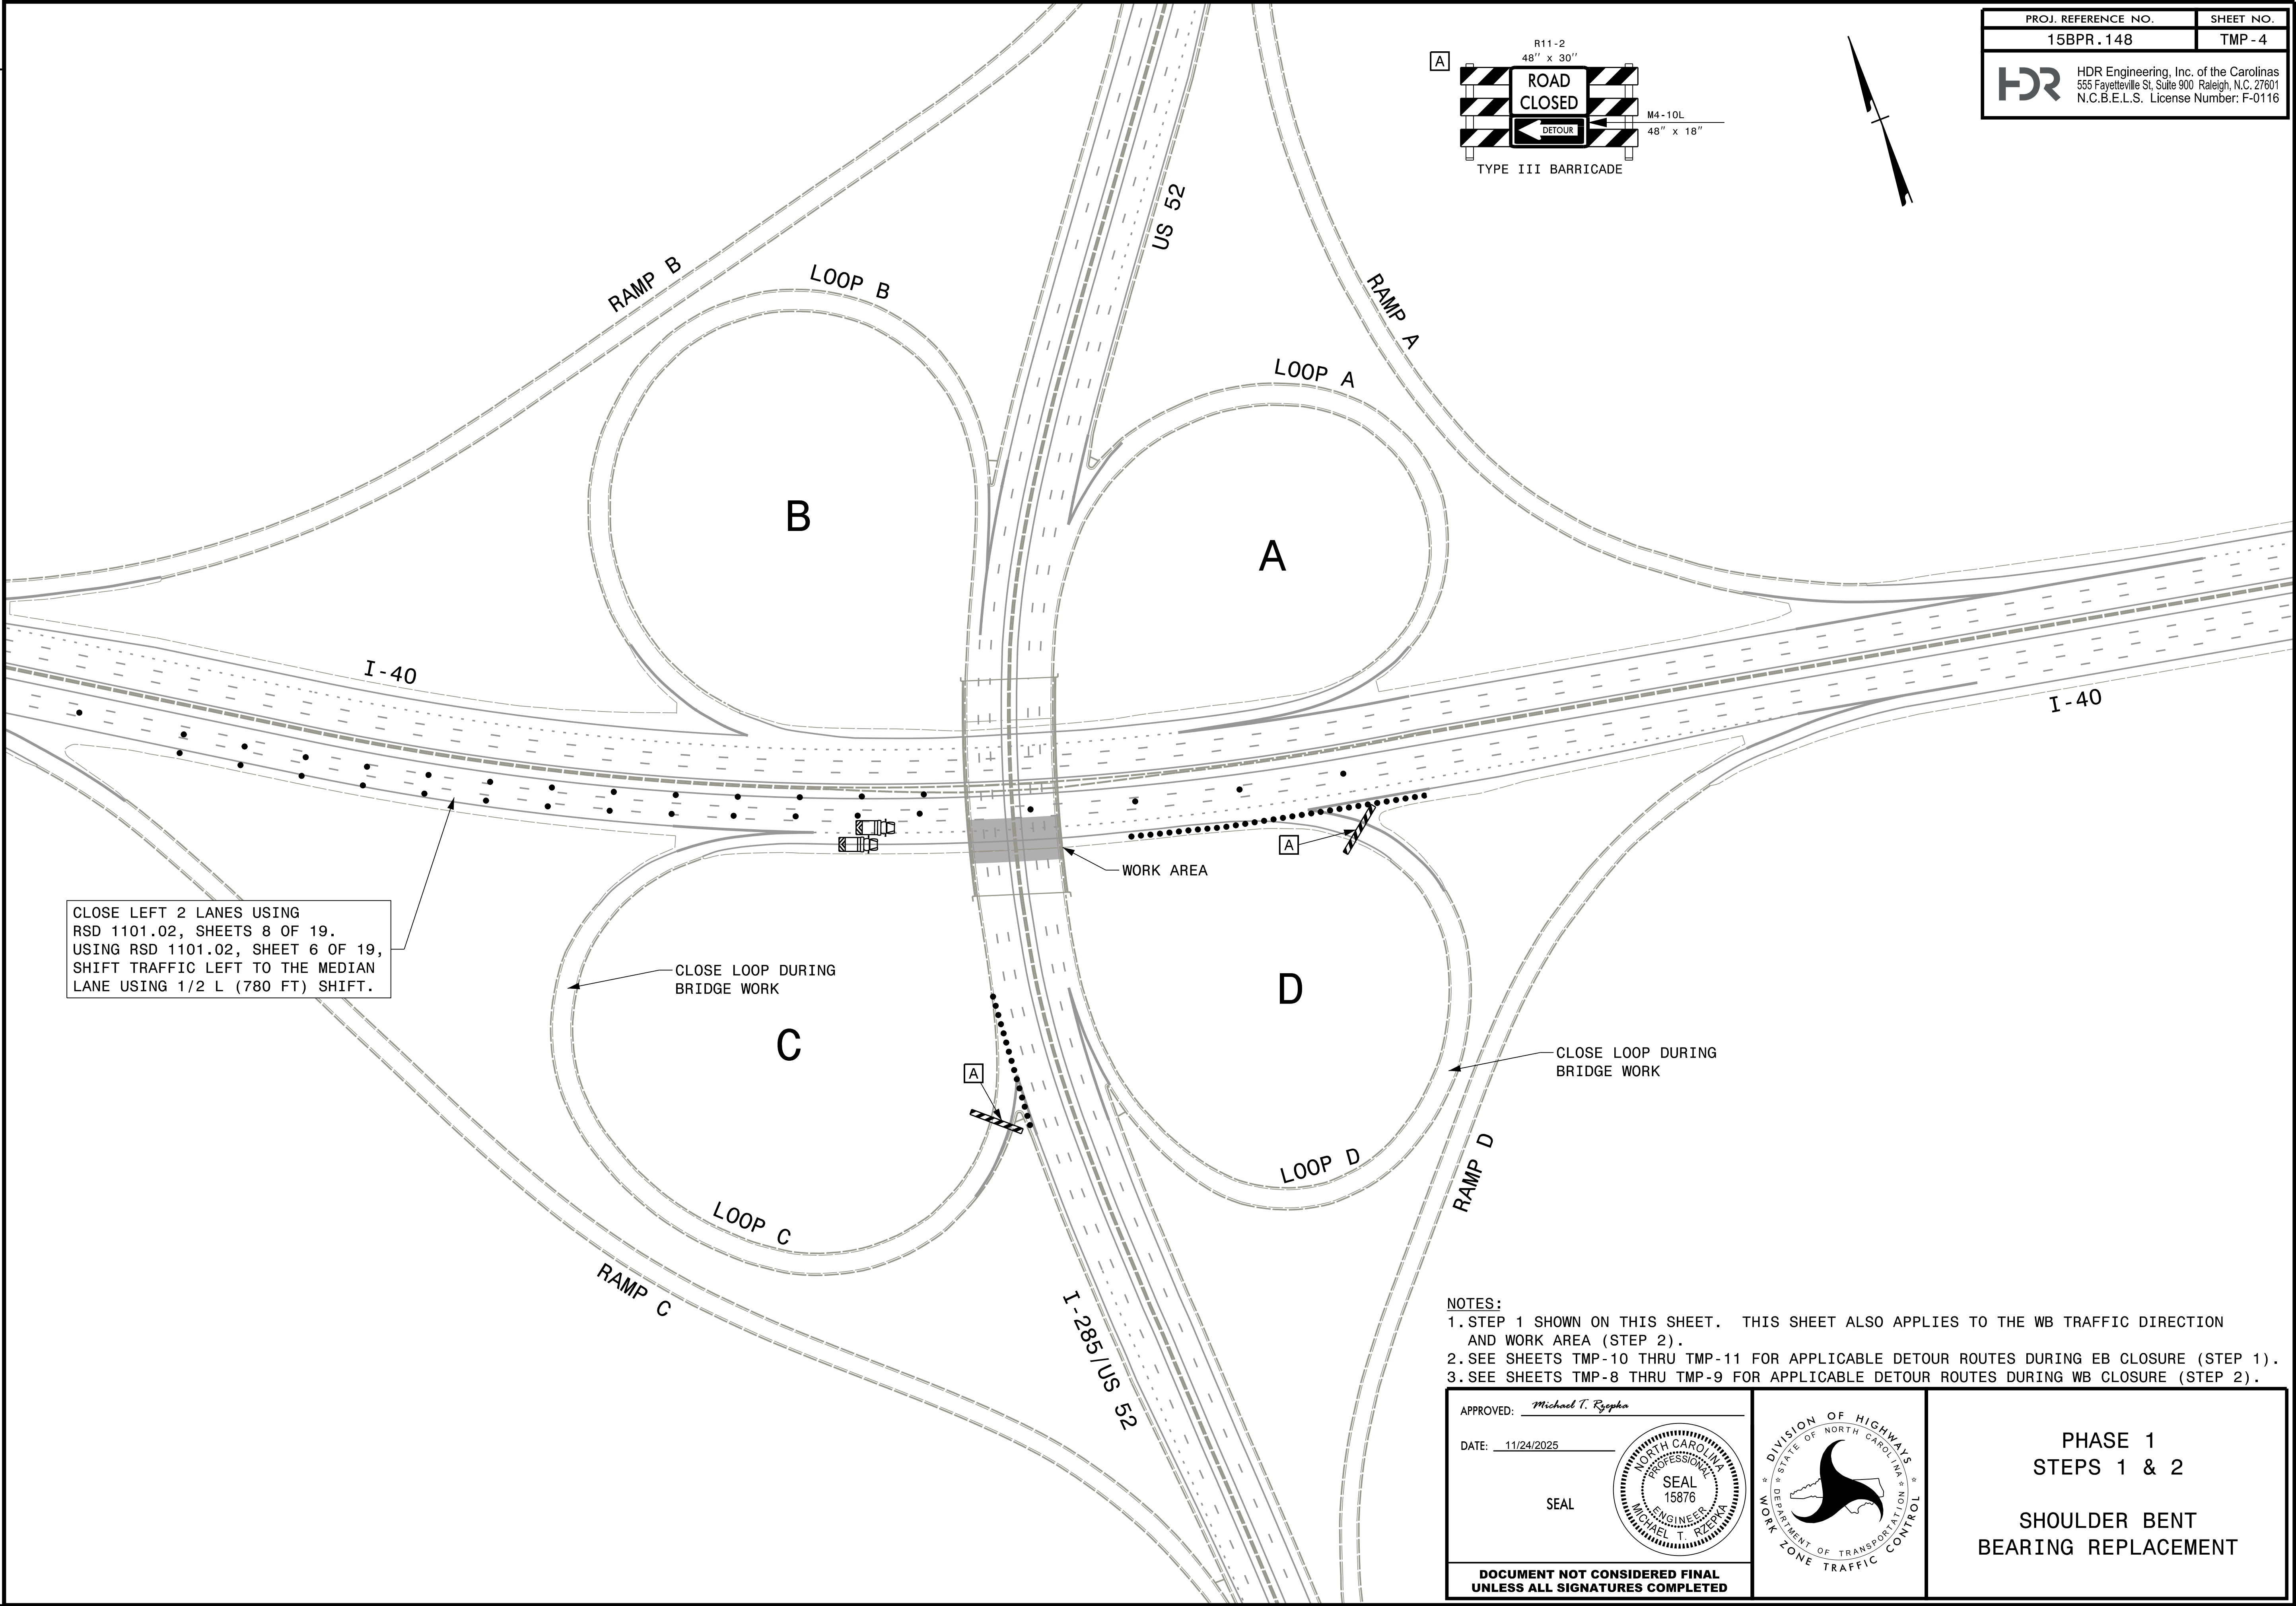 PROJ. REFERENCE NO.
SHEET NO.
15BPR.148
TMP-4
HDR
HDR Engineering, Inc. of the Carolinas
555 Fayetteville St, Suite 900 Raleigh, N.C. 27601
N.C.B.E.L.S. License Number: F-0116
R11-2
48" x 30"
A
ROAD
CLOSED
DETOUR
M4-10L
48" x 18"
TYPE III BARRICADE
US 52
RAMP B
LOOP B
RAMP A
LOOP A
B
A
I-40
I-40
A
WORK AREA
CLOSE LEFT 2 LANES USING
RSD 1101.02, SHEETS 8 OF 19.
USING RSD 1101.02, SHEET 6 OF 19,
SHIFT TRAFFIC LEFT TO THE MEDIAN
LANE USING 1/2 L (780 FT) SHIFT.
CLOSE LOOP DURING
BRIDGE WORK
C
D
A
CLOSE LOOP DURING
BRIDGE WORK
LOOP D
RAMP D
LOOP C
RAMP C
I-285/US 52
NOTES:
1. STEP 1 SHOWN ON THIS SHEET. THIS SHEET ALSO APPLIES TO THE WB TRAFFIC DIRECTION
AND WORK AREA (STEP 2).
2. SEE SHEETS TMP-10 THRU TMP-11 FOR APPLICABLE DETOUR ROUTES DURING EB CLOSURE (STEP 1).
3. SEE SHEETS TMP-8 THRU TMP-9 FOR APPLICABLE DETOUR ROUTES DURING WB CLOSURE (STEP 2).
APPROVED: Michael T. Rzepka
DATE: 11/24/2025
SEAL
NORTH CAROLINA
PROFESSIONAL
SEAL
15876
ENGINEER
MICHAEL T. RZEPKA
DOCUMENT NOT CONSIDERED FINAL
UNLESS ALL SIGNATURES COMPLETED
DIVISION OF HIGHWAYS
STATE OF NORTH CAROLINA
DEPARTMENT OF TRANSPORTATION
WORK ZONE TRAFFIC CONTROL
PHASE 1
STEPS 1 & 2
SHOULDER BENT
BEARING REPLACEMENT